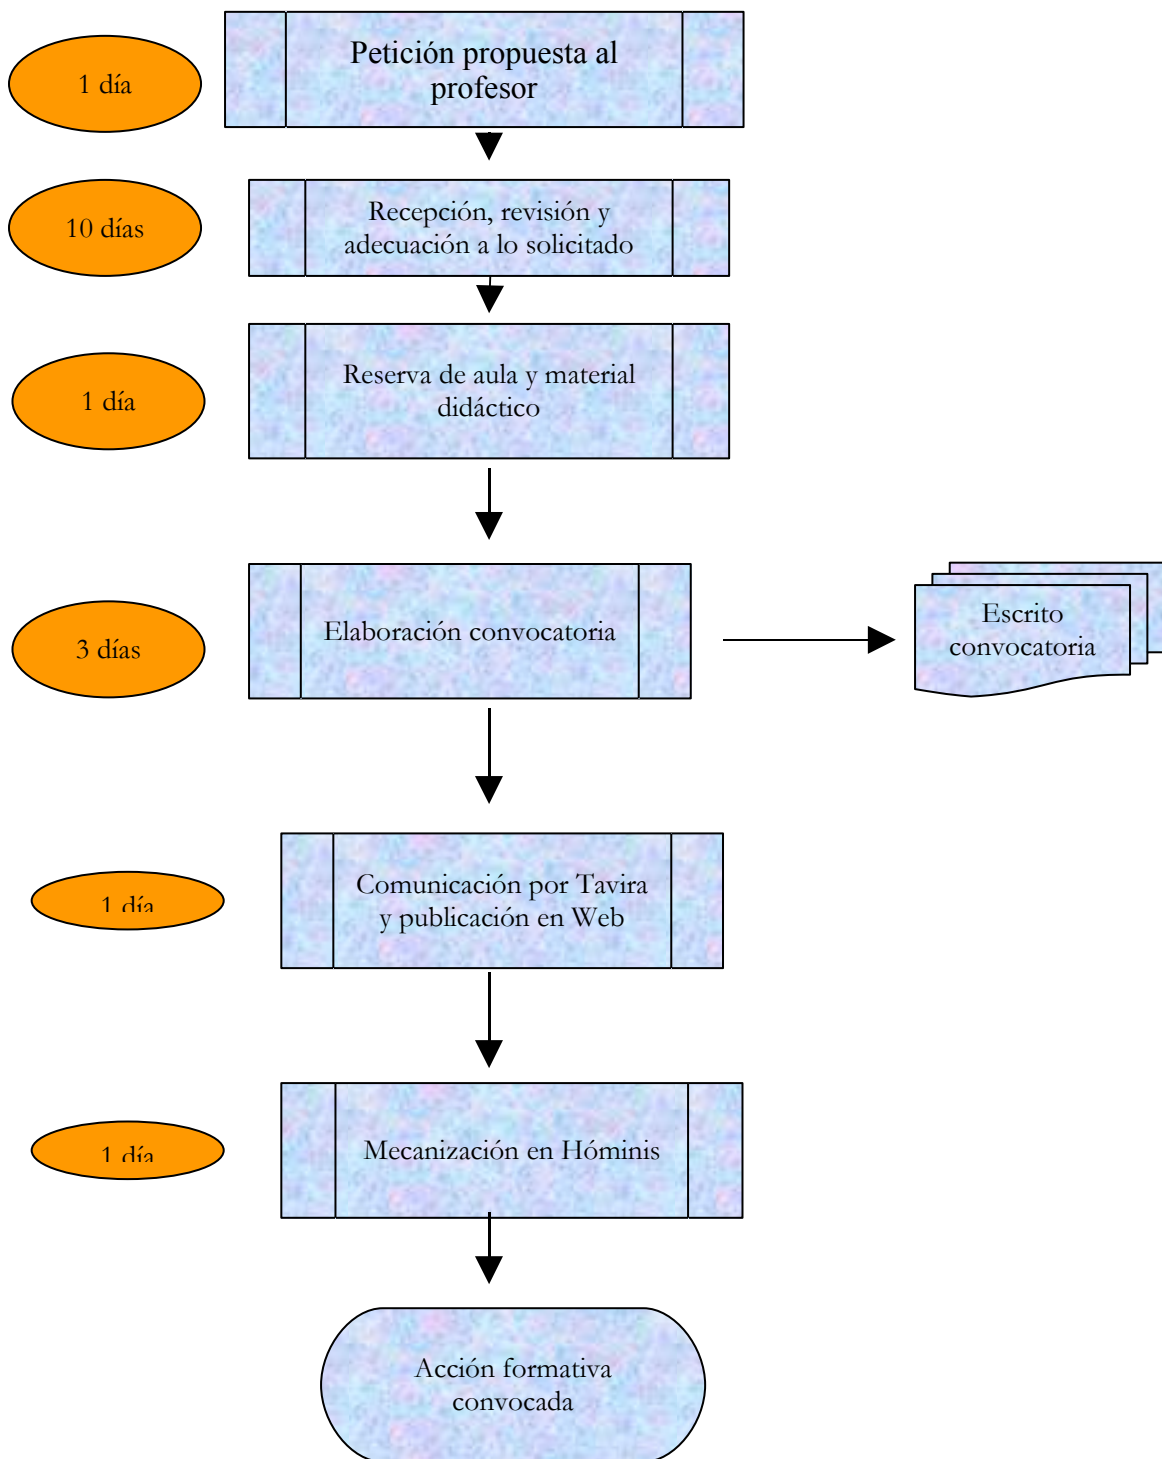 Petición propuesta al
profesor
1 día
Recepción, revisión y
adecuación a lo solicitado
10 días
Reserva de aula y material
didáctico
1 día
Elaboración convocatoria
3 días
Escrito
convocatoria
Comunicación por Tavira
y publicación en Web
1 día
Mecanización en Hóminis
1 día
Acción formativa
convocada